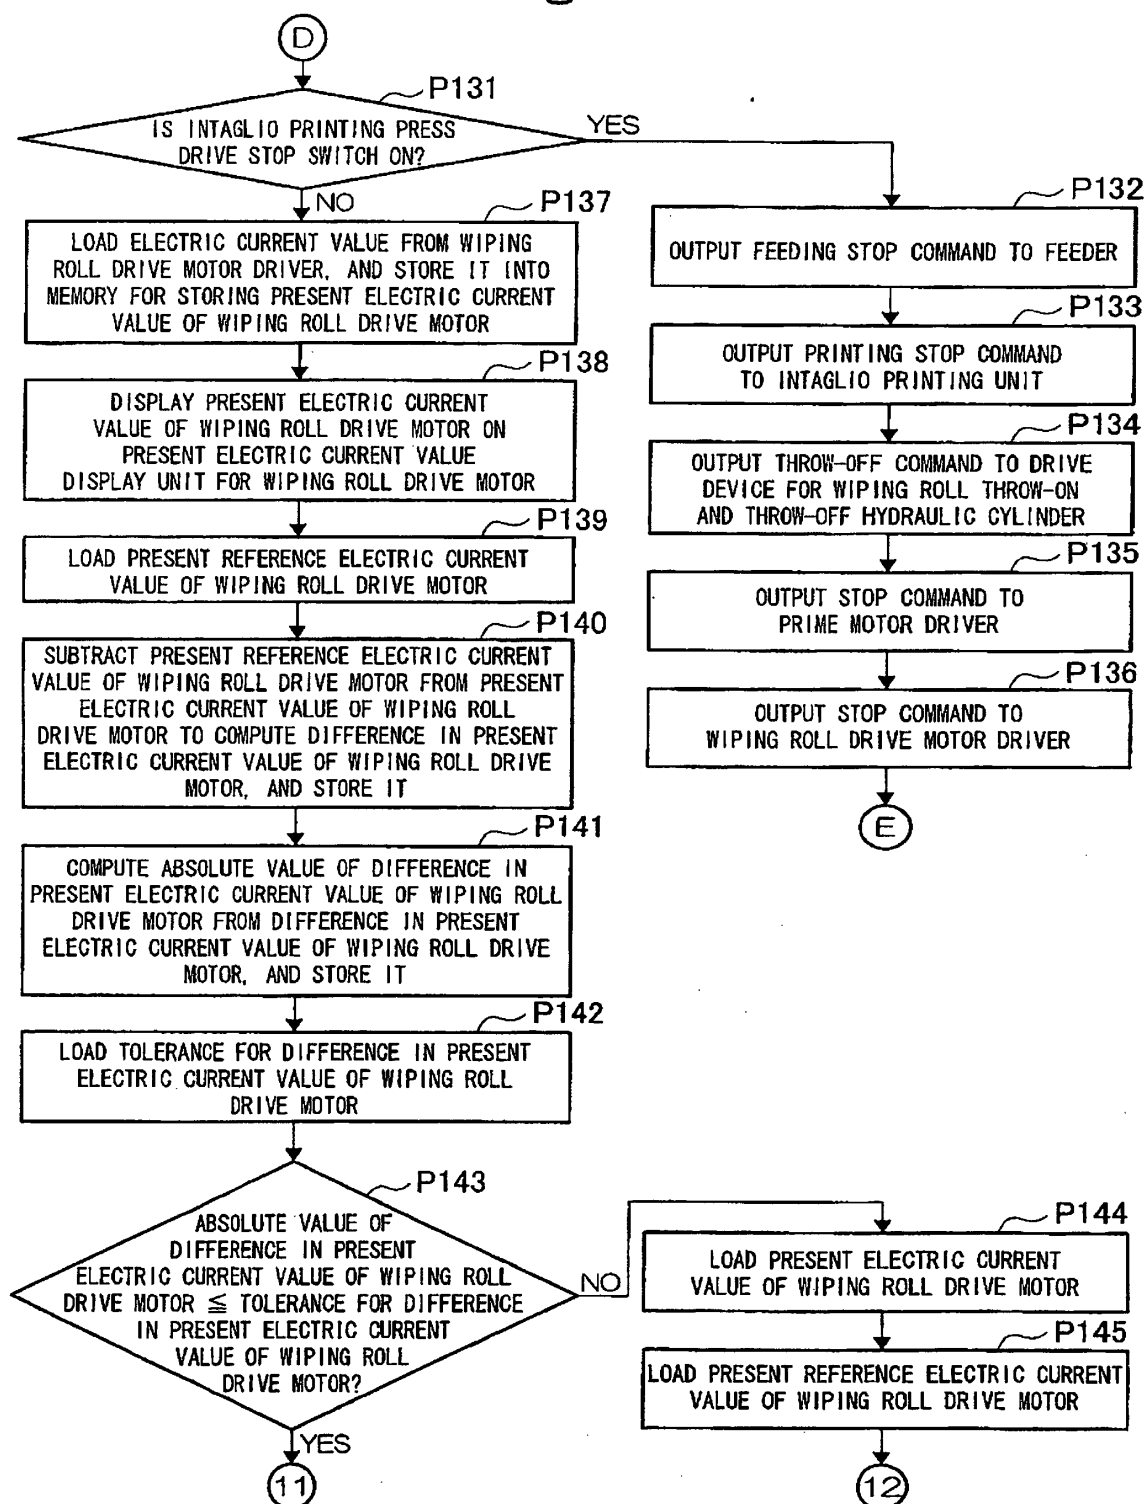 D
P131
IS INTAGLIO PRINTING PRESS
DRIVE STOP SWITCH ON?
YES
NO
P137
LOAD ELECTRIC CURRENT VALUE FROM WIPING
ROLL DRIVE MOTOR DRIVER, AND STORE IT INTO
MEMORY FOR STORING PRESENT ELECTRIC CURRENT
VALUE OF WIPING ROLL DRIVE MOTOR
P138
DISPLAY PRESENT ELECTRIC CURRENT
VALUE OF WIPING ROLL DRIVE MOTOR ON
PRESENT ELECTRIC CURRENT VALUE
DISPLAY UNIT FOR WIPING ROLL DRIVE MOTOR
P139
LOAD PRESENT REFERENCE ELECTRIC CURRENT
VALUE OF WIPING ROLL DRIVE MOTOR
P140
SUBTRACT PRESENT REFERENCE ELECTRIC CURRENT
VALUE OF WIPING ROLL DRIVE MOTOR FROM PRESENT
ELECTRIC CURRENT VALUE OF WIPING ROLL
DRIVE MOTOR TO COMPUTE DIFFERENCE IN PRESENT
ELECTRIC CURRENT VALUE OF WIPING ROLL DRIVE
MOTOR, AND STORE IT
P141
COMPUTE ABSOLUTE VALUE OF DIFFERENCE IN
PRESENT ELECTRIC CURRENT VALUE OF WIPING ROLL
DRIVE MOTOR FROM DIFFERENCE IN PRESENT
ELECTRIC CURRENT VALUE OF WIPING ROLL DRIVE
MOTOR, AND STORE IT
P142
LOAD TOLERANCE FOR DIFFERENCE IN PRESENT
ELECTRIC CURRENT VALUE OF WIPING ROLL
DRIVE MOTOR
P143
ABSOLUTE VALUE OF
DIFFERENCE IN PRESENT
ELECTRIC CURRENT VALUE OF WIPING ROLL
DRIVE MOTOR ≦ TOLERANCE FOR DIFFERENCE
IN PRESENT ELECTRIC CURRENT
VALUE OF WIPING ROLL
DRIVE MOTOR?
NO
YES
11
P132
OUTPUT FEEDING STOP COMMAND TO FEEDER
P133
OUTPUT PRINTING STOP COMMAND
TO INTAGLIO PRINTING UNIT
P134
OUTPUT THROW-OFF COMMAND TO DRIVE
DEVICE FOR WIPING ROLL THROW-ON
AND THROW-OFF HYDRAULIC CYLINDER
P135
OUTPUT STOP COMMAND TO
PRIME MOTOR DRIVER
P136
OUTPUT STOP COMMAND TO
WIPING ROLL DRIVE MOTOR DRIVER
E
P144
LOAD PRESENT ELECTRIC CURRENT
VALUE OF WIPING ROLL DRIVE MOTOR
P145
LOAD PRESENT REFERENCE ELECTRIC CURRENT
VALUE OF WIPING ROLL DRIVE MOTOR
12